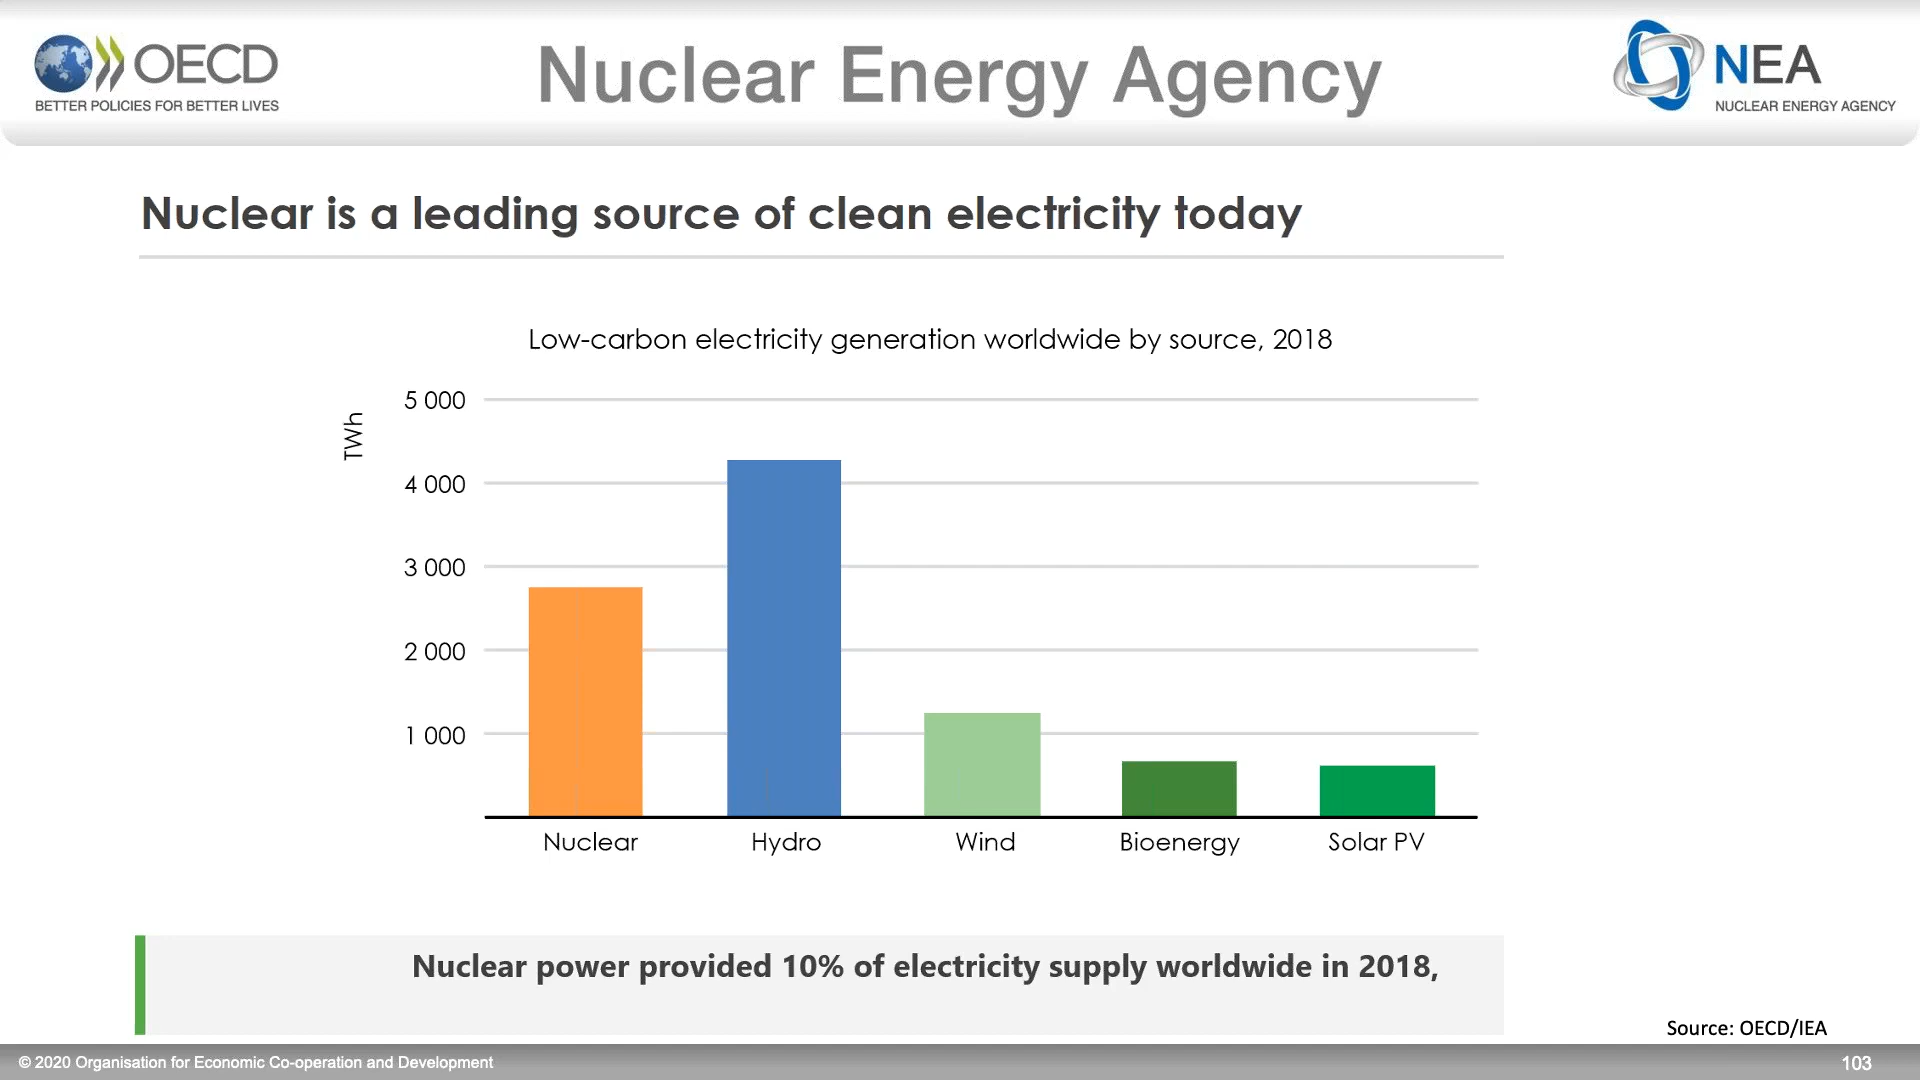 OECD
BETTER POLICIES FOR BETTER LIVES
Nuclear Energy Agency
NEA
NUCLEAR ENERGY AGENCY
Nuclear is a leading source of clean electricity today
Low-carbon electricity generation worldwide by source, 2018
TWh
5 000
4 000
3 000
2 000
1 000
Nuclear Hydro Wind Bioenergy Solar PV
Nuclear power provided 10% of electricity supply worldwide in 2018,
Source: OECD/IEA
© 2020 Organisation for Economic Co-operation and Development
103